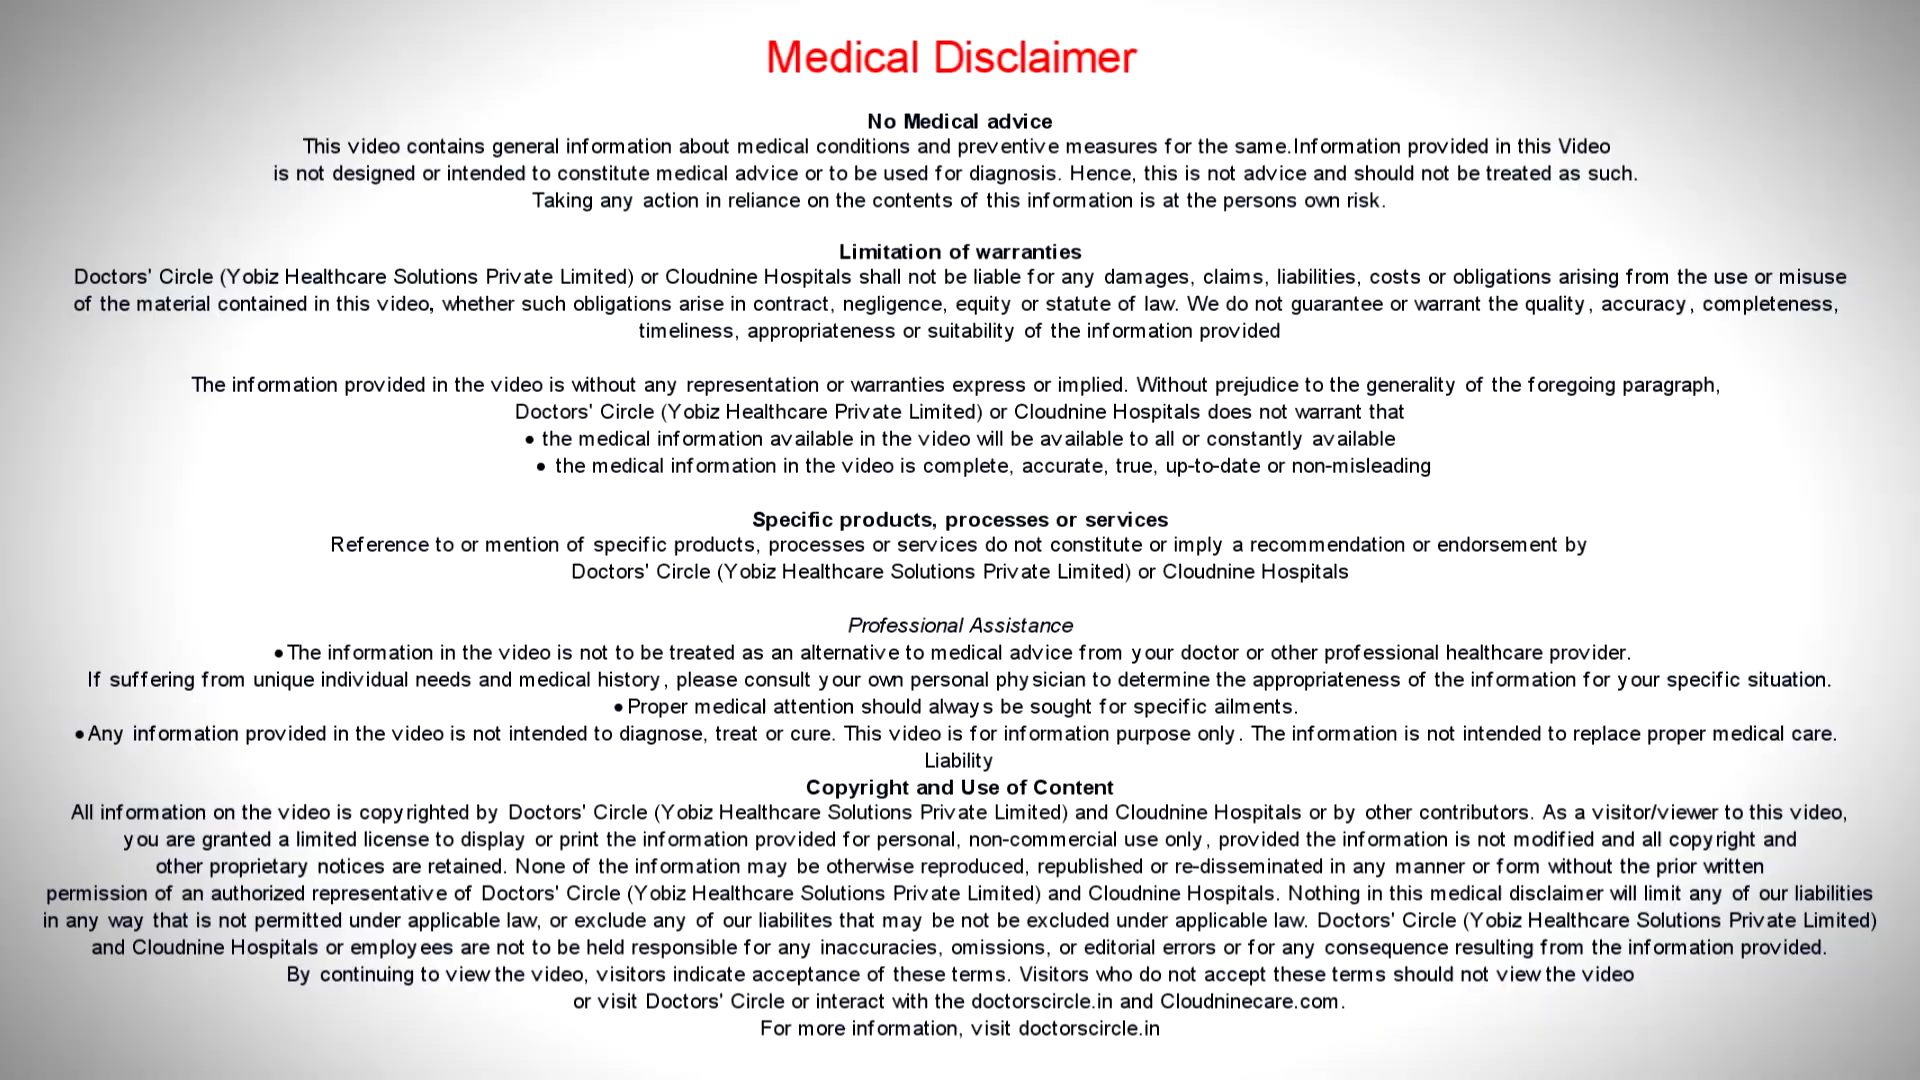 Medical Disclaimer
No Medical advice
This video contains general information about medical conditions and preventive measures for the same.Information provided in this Video
is not designed or intended to constitute medical advice or to be used for diagnosis. Hence, this is not advice and should not be treated as such.
Taking any action in reliance on the contents of this information is at the persons own risk.
Limitation of warranties
Doctors' Circle (Yobiz Healthcare Solutions Private Limited) or Cloudnine Hospitals shall not be liable for any damages, claims, liabilities, costs or obligations arising from the use or misuse
of the material contained in this video, whether such obligations arise in contract, negligence, equity or statute of law. We do not guarantee or warrant the quality, accuracy, completeness,
timeliness, appropriateness or suitability of the information provided
The information provided in the video is without any representation or warranties express or implied. Without prejudice to the generality of the foregoing paragraph,
Doctors' Circle (Yobiz Healthcare Private Limited) or Cloudnine Hospitals does not warrant that
• the medical information available in the video will be available to all or constantly available
• the medical information in the video is complete, accurate, true, up-to-date or non-misleading
Specific products, processes or services
Reference to or mention of specific products, processes or services do not constitute or imply a recommendation or endorsement by
Doctors' Circle (Yobiz Healthcare Solutions Private Limited) or Cloudnine Hospitals
Professional Assistance
•The information in the video is not to be treated as an alternative to medical advice from your doctor or other professional healthcare provider.
If suffering from unique individual needs and medical history, please consult your own personal physician to determine the appropriateness of the information for your specific situation.
•Proper medical attention should always be sought for specific ailments.
•Any information provided in the video is not intended to diagnose, treat or cure. This video is for information purpose only. The information is not intended to replace proper medical care.
Liability
Copyright and Use of Content
All information on the video is copyrighted by Doctors' Circle (Yobiz Healthcare Solutions Private Limited) and Cloudnine Hospitals or by other contributors. As a visitor/viewer to this video,
you are granted a limited license to display or print the information provided for personal, non-commercial use only, provided the information is not modified and all copyright and
other proprietary notices are retained. None of the information may be otherwise reproduced, republished or re-disseminated in any manner or form without the prior written
permission of an authorized representative of Doctors' Circle (Yobiz Healthcare Solutions Private Limited) and Cloudnine Hospitals. Nothing in this medical disclaimer will limit any of our liabilities
in any way that is not permitted under applicable law, or exclude any of our liabilites that may be not be excluded under applicable law. Doctors' Circle (Yobiz Healthcare Solutions Private Limited)
and Cloudnine Hospitals or employees are not to be held responsible for any inaccuracies, omissions, or editorial errors or for any consequence resulting from the information provided.
By continuing to view the video, visitors indicate acceptance of these terms. Visitors who do not accept these terms should not view the video
or visit Doctors' Circle or interact with the doctorscircle.in and Cloudninecare.com.
For more information, visit doctorscircle.in